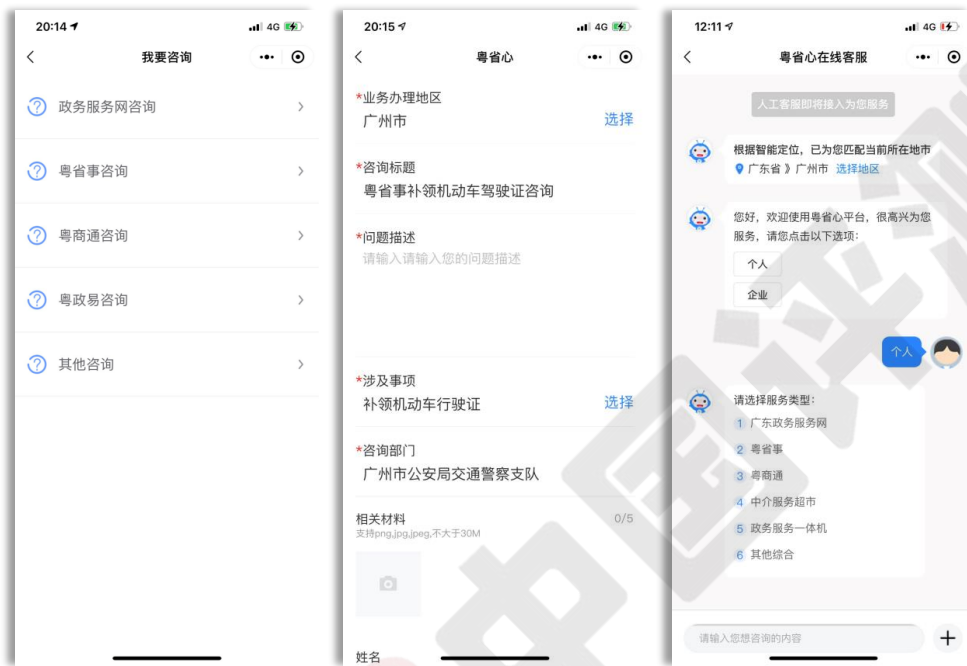 20:14
4G
我要咨询
政务服务网咨询
粤省事咨询
粤商通咨询
粤政易咨询
其他咨询
20:15
4G
粤省心
*业务办理地区
广州市
选择
*咨询标题
粤省事补领机动车驾驶证咨询
*问题描述
请输入请输入您的问题描述
*涉及事项
补领机动车行驶证
选择
*咨询部门
广州市公安局交通警察支队
相关材料
0/5
支持png,jpg,jpeg,不大于30M
姓名
12:11
4G
粤省心在线客服
人工客服即将接入为您服务
根据智能定位，已为您匹配当前所在地市
广东省 》广州市 选择地区
您好，欢迎使用粤省心平台，很高兴为您
服务，请您点击以下选项：
个人
企业
个人
请选择服务类型：
1 广东政务服务网
2 粤省事
3 粤商通
4 中介服务超市
5 政务服务一体机
6 其他综合
请输入您想咨询的内容
中国评测